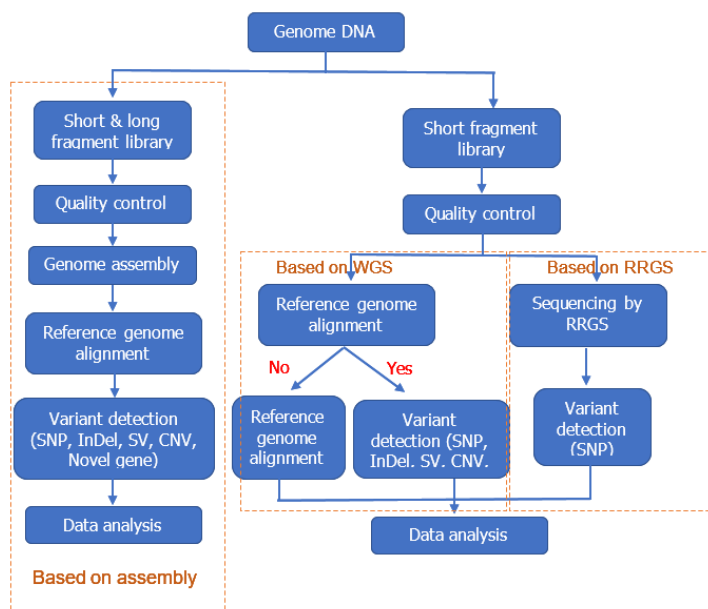 Genome DNA
Short & long
fragment library
Quality control
Genome assembly
Reference genome
alignment
Variant detection
(SNP, InDel, SV, CNV,
Novel gene)
Data analysis
Based on assembly
Short fragment
library
Quality control
Based on WGS
Reference genome
alignment
No
Yes
Reference
genome
alignment
Variant
detection (SNP,
InDel. SV. CNV.
Based on RRGS
Sequencing by
RRGS
Variant
detection
(SNP)
Data analysis